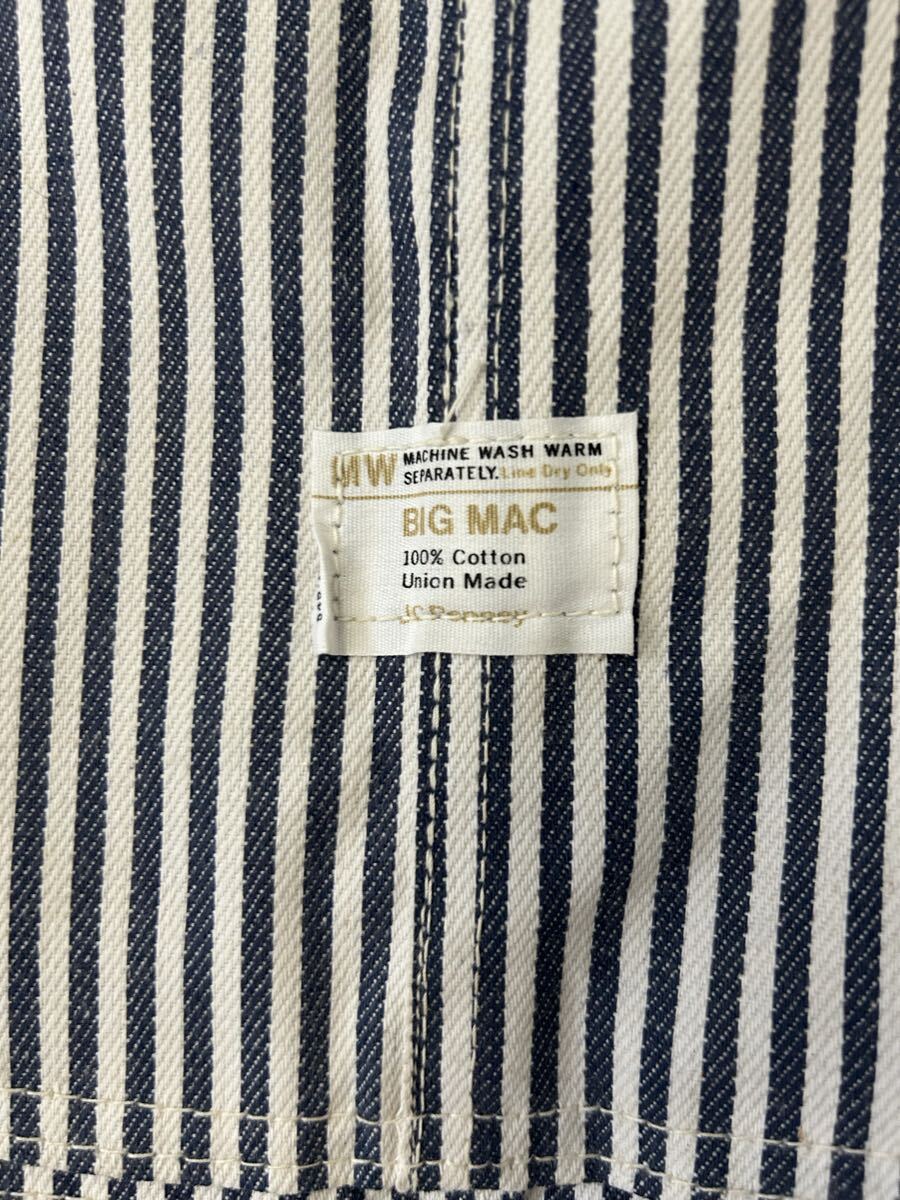 MW MACHINE WASH WARM
SEPARATELY. Line Dry Only
BIG MAC
100% Cotton
Union Made
JCPenney